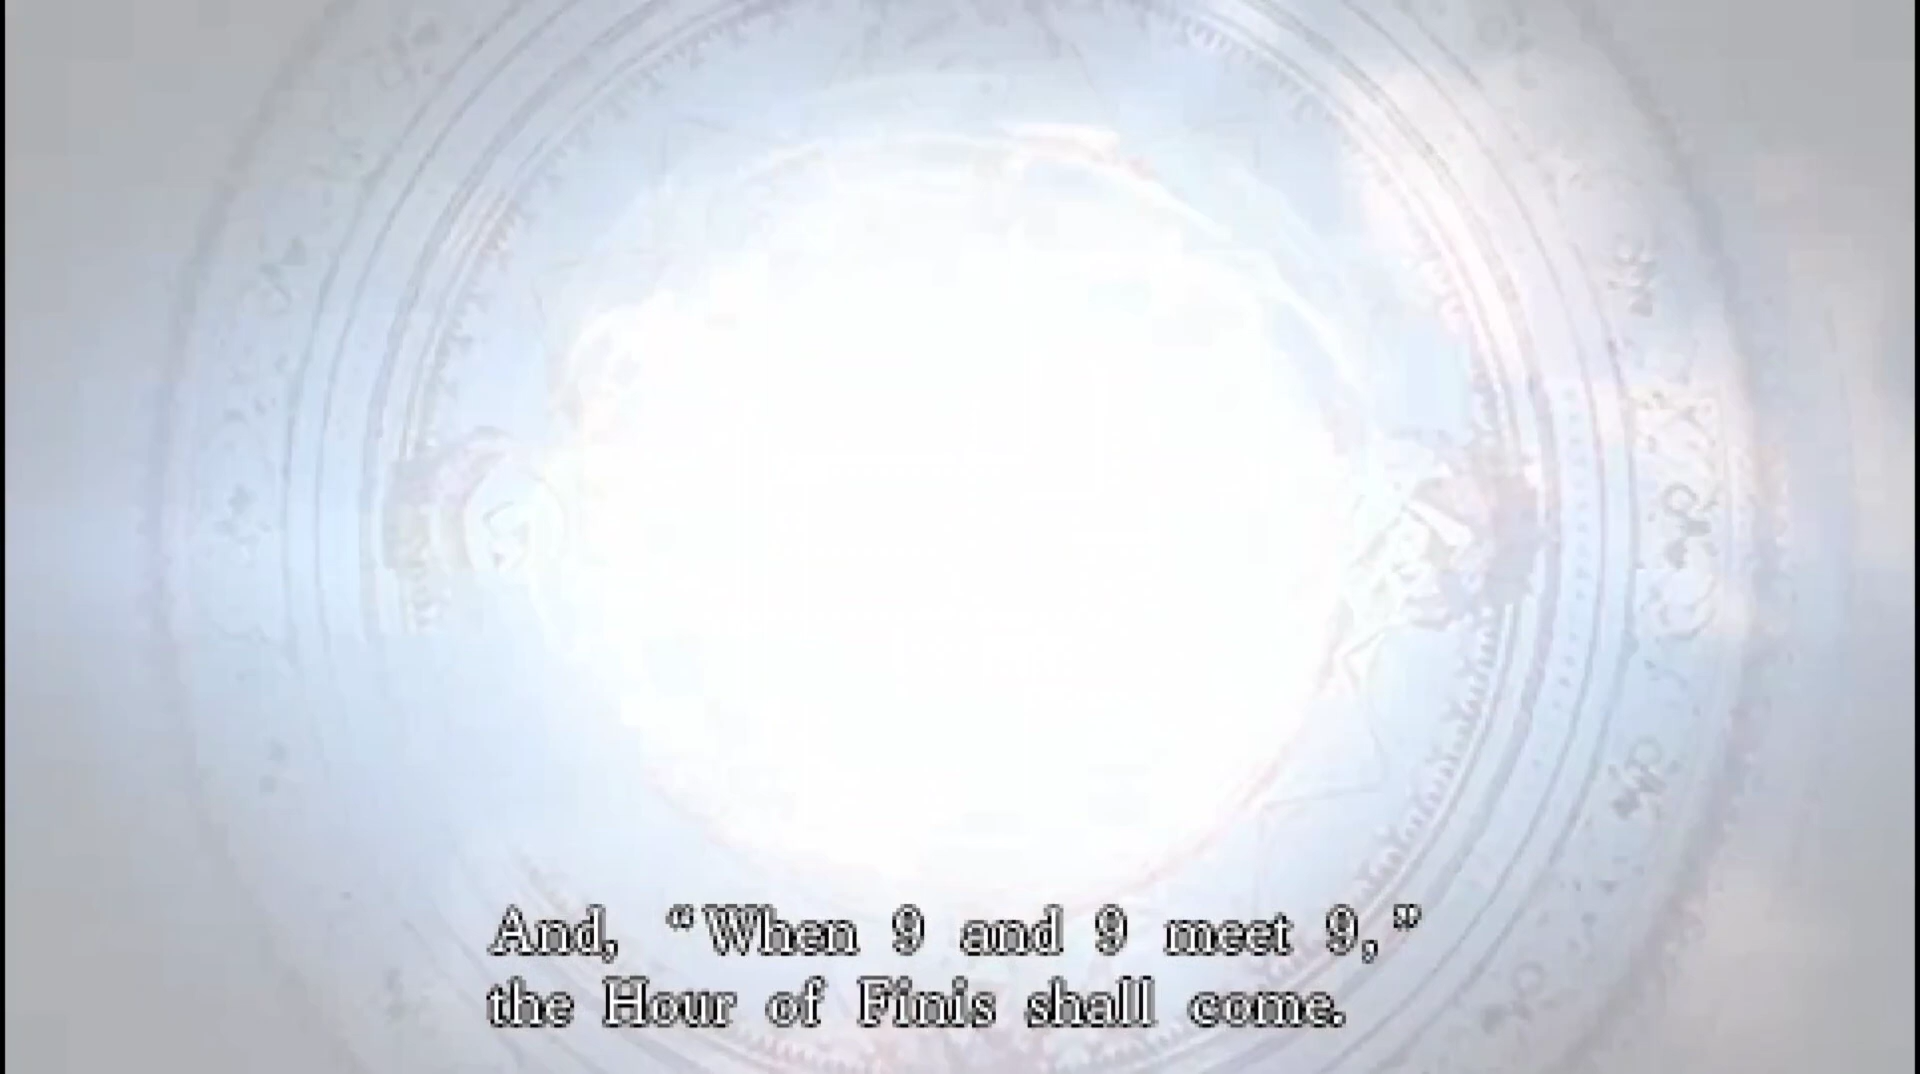 And, “When 9 and 9 meet 9,”
the Hour of Finis shall come.